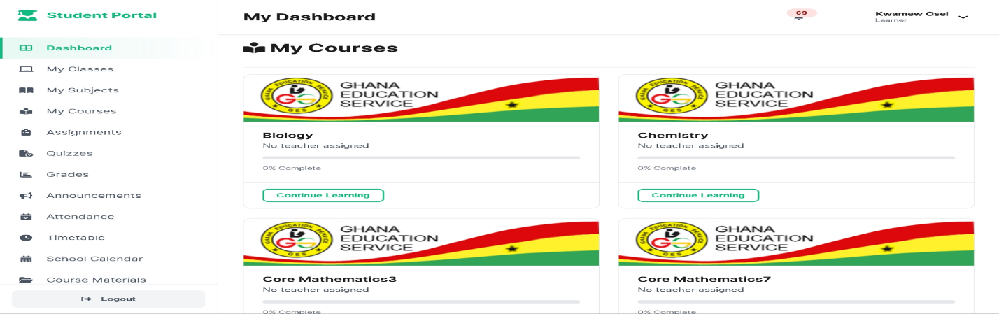 Student Portal
Dashboard
My Classes
My Subjects
My Courses
Assignments
Quizzes
Grades
Announcements
Attendance
Timetable
School Calendar
Course Materials
Logout
My Dashboard
69
Kwamew Osei
Learner
My Courses
GHANA EDUCATION SERVICE
GES
GHANA
EDUCATION
SERVICE
Biology
No teacher assigned
0% Complete
Continue Learning
GHANA EDUCATION SERVICE
GES
GHANA
EDUCATION
SERVICE
Chemistry
No teacher assigned
0% Complete
Continue Learning
GHANA EDUCATION SERVICE
GES
GHANA
EDUCATION
SERVICE
Core Mathematics3
No teacher assigned
0% Complete
GHANA EDUCATION SERVICE
GES
GHANA
EDUCATION
SERVICE
Core Mathematics7
No teacher assigned
0% Complete